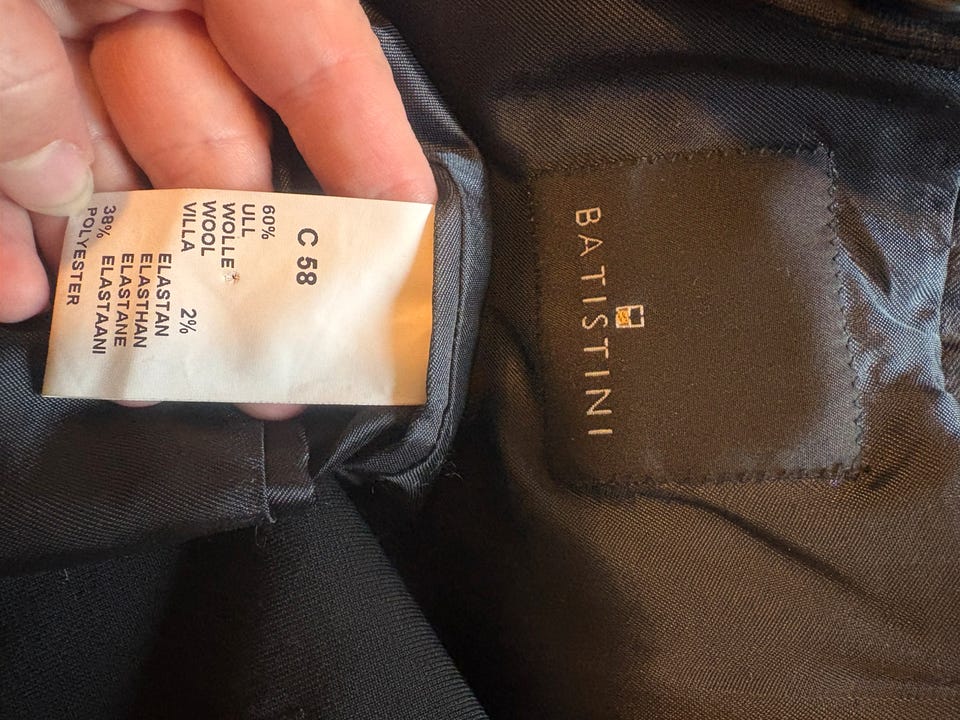 C 58
60%
ULL
WOLLE
WOOL
VILLA
2%
ELASTAN
ELASTHAN
ELASTANE
ELASTAANI
38%
POLYESTER
BATISTINI